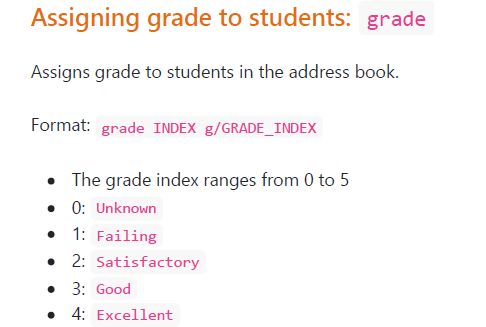 Assigning grade to students: grade
Assigns grade to students in the address book.
Format: grade INDEX g/GRADE_INDEX
• The grade index ranges from 0 to 5
• 0: Unknown
• 1: Failing
• 2: Satisfactory
• 3: Good
• 4: Excellent